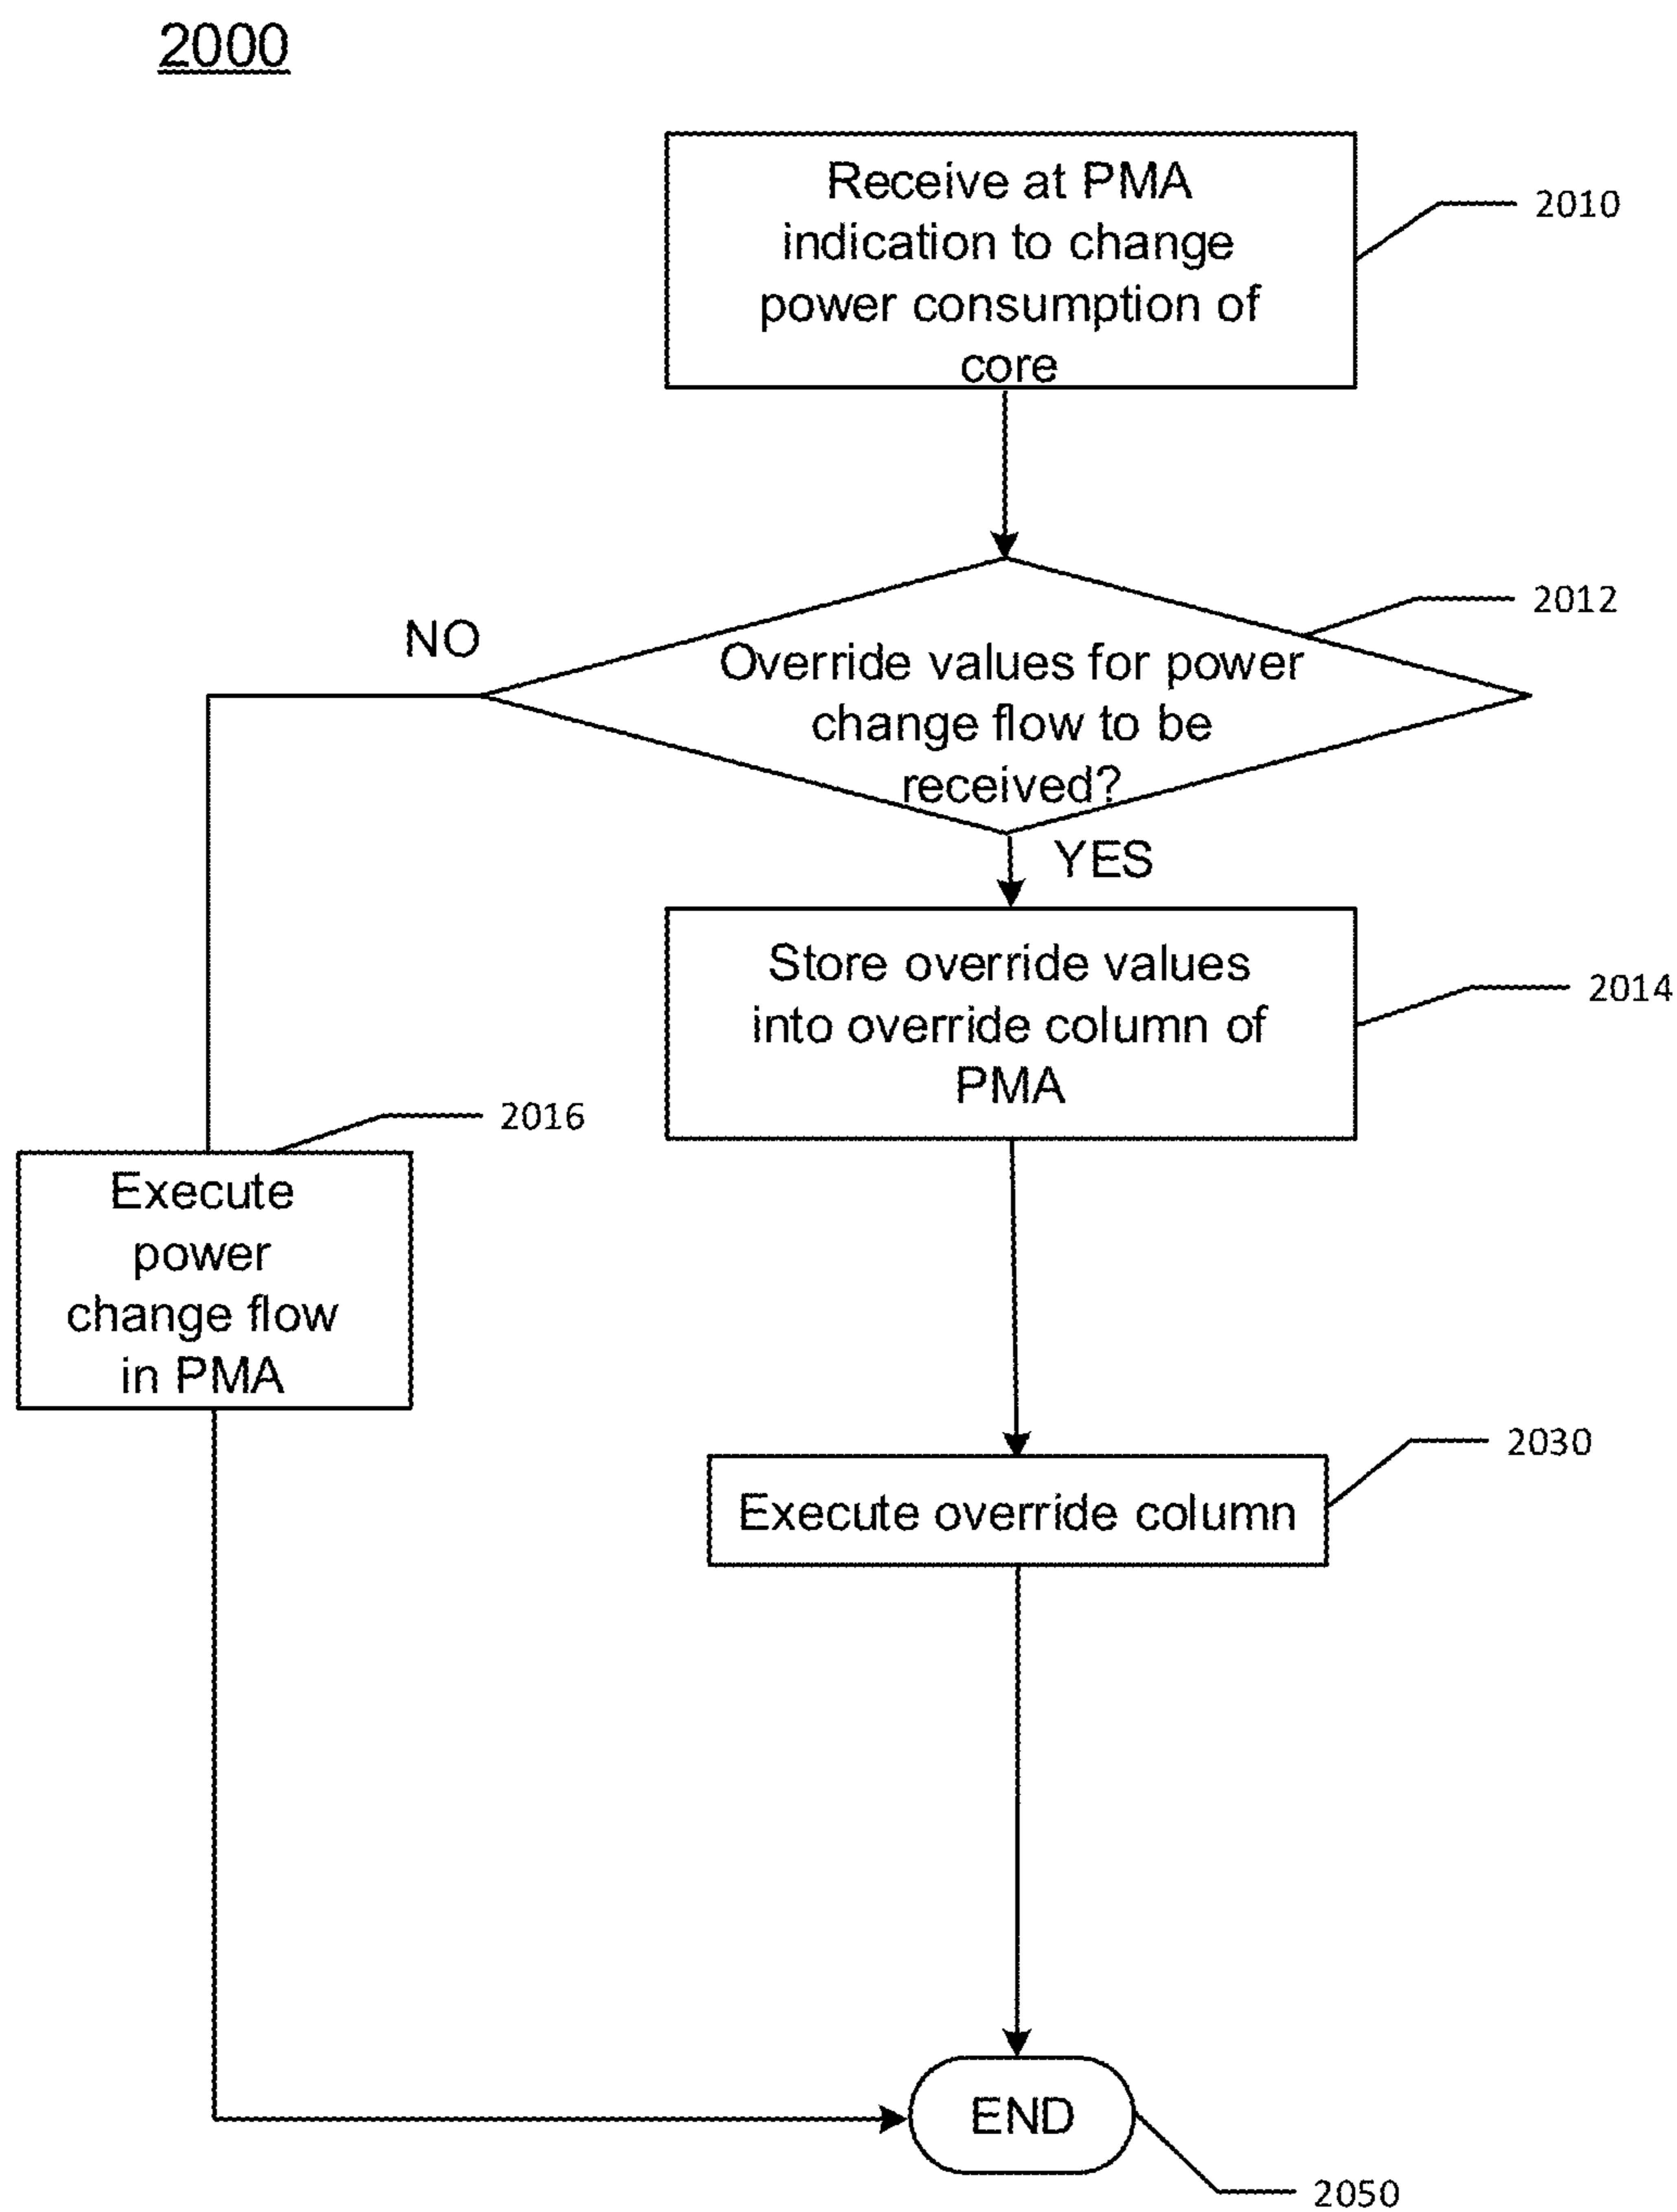 2000
Receive at PMA
indication to change
power consumption of
core
2010
2012
NO
Override values for power
change flow to be
received?
YES
Store override values
into override column of
PMA
2014
2016
Execute
power
change flow
in PMA
2030
Execute override column
END
2050